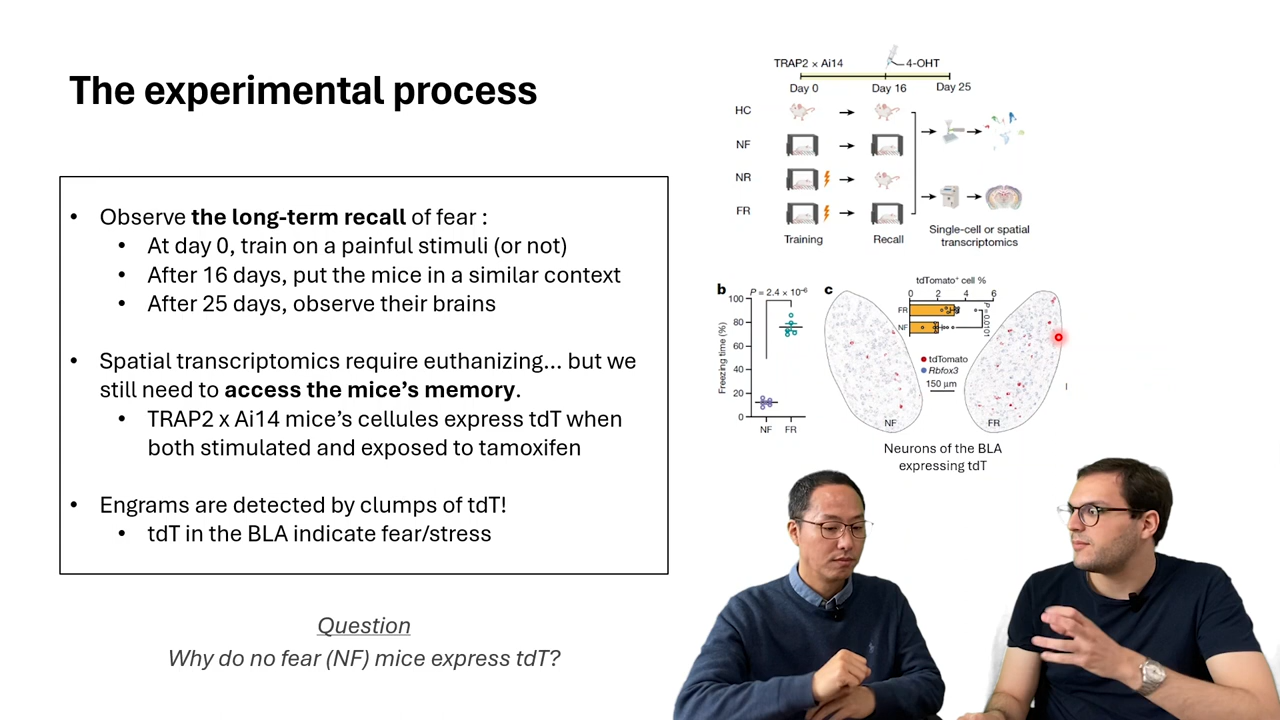 The experimental process
• Observe the long-term recall of fear :
• At day 0, train on a painful stimuli (or not)
• After 16 days, put the mice in a similar context
• After 25 days, observe their brains
• Spatial transcriptomics require euthanizing... but we
still need to access the mice's memory.
• TRAP2 x Ai14 mice's cellules express tdT when
both stimulated and exposed to tamoxifen
• Engrams are detected by clumps of tdT!
• tdT in the BLA indicate fear/stress
Question
Why do no fear (NF) mice express tdT?
TRAP2 × Ai14
4-OHT
Day 0
Day 16
Day 25
HC
NF
NR
FR
Training
Recall
Single-cell or spatial
transcriptomics
b
P = 2.4 × 10⁻⁶
Freezing time (%)
100
80
60
40
20
0
NF
FR
c
tdTomato⁺ cell %
0
2
4
6
FR
NF
P = 0.0101
tdTomato
Rbfox3
150 µm
NF
FR
Neurons of the BLA
expressing tdT